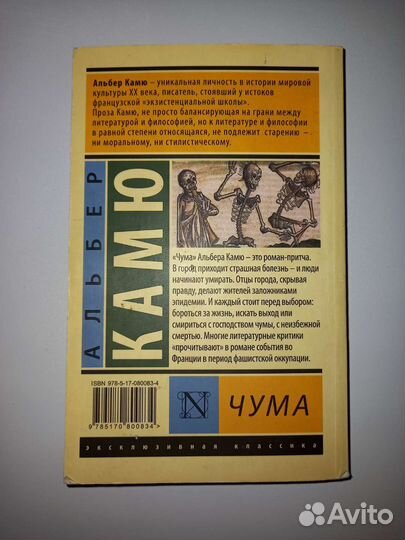 Альбер Камю – уникальная личность в истории мировой
культуры XX века, писатель, стоявший у истоков
французской «экзистенциальной школы».
Проза Камю, не просто балансирующая на грани между
литературой и философией, но к литературе и философии
в равной степени относящаяся, не подлежит старению –
ни моральному, ни стилистическому.
АЛЬБЕР
КАМЮ
«Чума» Альбера Камю – это роман-притча.
В город приходит страшная болезнь – и люди
начинают умирать. Отцы города, скрывая
правду, делают жителей заложниками
эпидемии. И каждый стоит перед выбором:
бороться за жизнь, искать выход или
смириться с господством чумы, с неизбежной
смертью. Многие литературные критики
«прочитывают» в романе события во
Франции в период фашистской оккупации.
ISBN 978-5-17-080083-4
9 785170 800834 >
N
ЧУМА
эксклюзивная классика
Avito